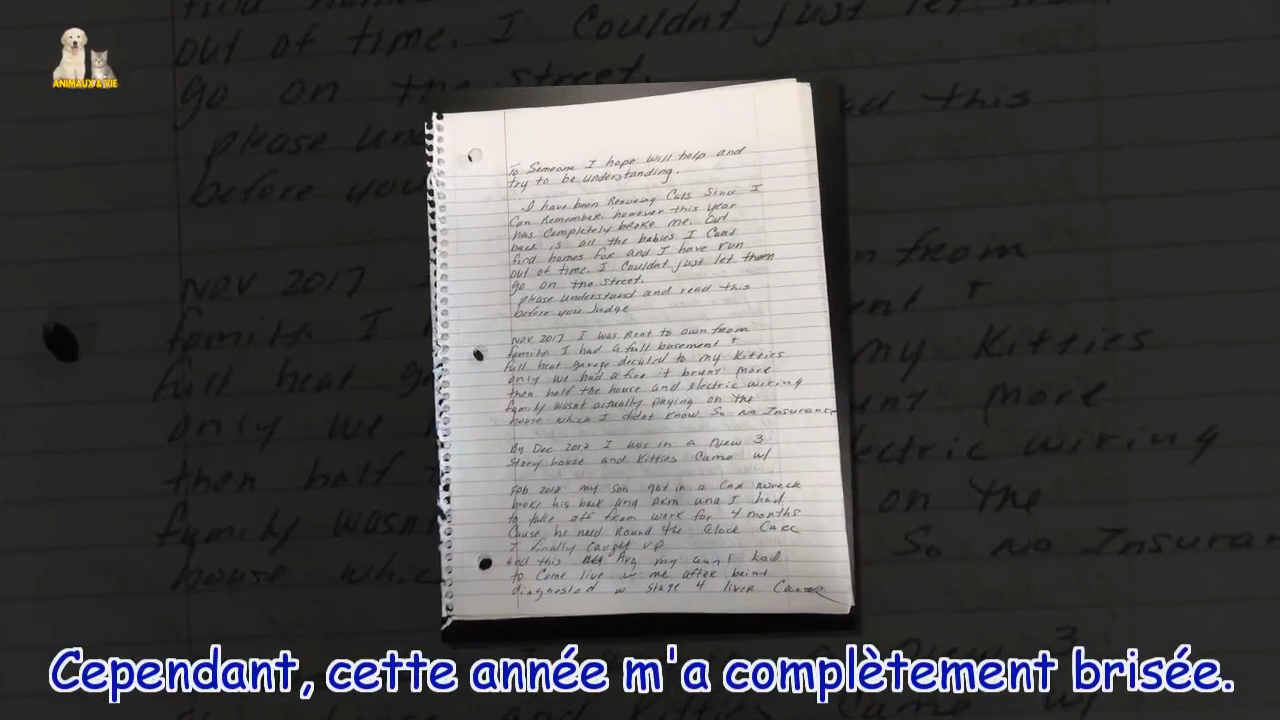 ANIMAUX & VIE
To Someone I hope will help and
try to be understanding.
I have been Rescueing Cats Since I
Can Remember however this year
has Completely broke me. Out
back is all the babies I Cant
find homes for and I have run
out of time. I Couldnt just let them
go on the street.
please understand and read this
before you Judge
NOV 2017 I was Rent to own from
family I had a full basement +
full heat garage decated to my Kitties
only we had a fire it brunt more
then half the house and electric wiring
family wasnt actually paying on the
house which I didnt know So no Insurance
By Dec 2017 I was in a New 3
Story house and Kitties Came w/
Feb 2018 my son got in a Car Wreck
broke his back and Arm and I had
to take off from work for 4 months
Cause he need Round the Clock Care
I finally Caught up
And this Aug my aunt had
to Come live w me after being
diagnosted w Stage 4 liver Cancer
Cependant, cette année m'a complètement brisée.